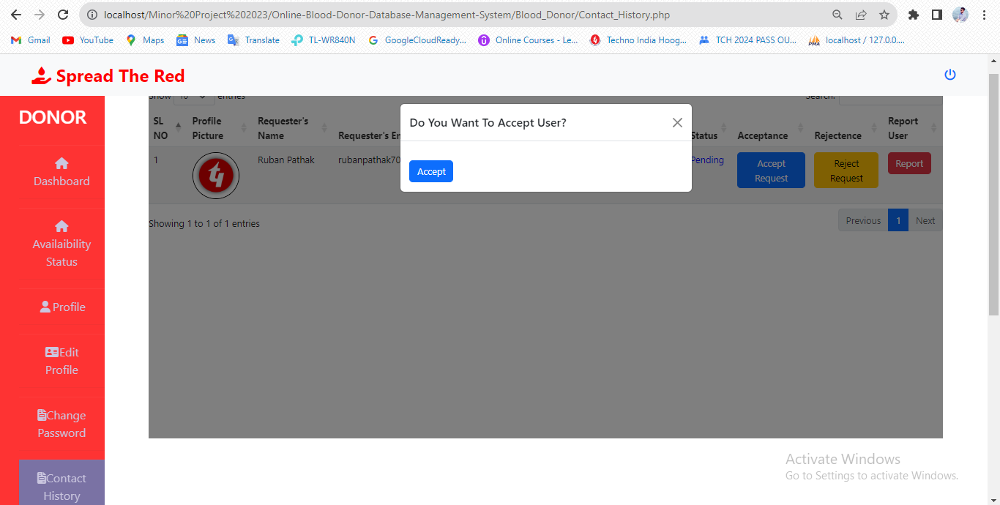 localhost/Minor%20Project%202023/Online-Blood-Donor-Database-Management-System/Blood_Donor/Contact_History.php
Gmail YouTube Maps News Translate TL-WR840N GoogleCloudReady... Online Courses - Le... Techno India Hoog... TCH 2024 PASS OU... localhost / 127.0.0....
Spread The Red
DONOR
Dashboard
Availaibility
Status
Profile
Edit
Profile
Change
Password
Contact
History
Show 10 entries Search:
SL
NO
Profile
Picture
Requester's
Name
Requester's Em
Status
Acceptance
Rejectence
Report
User
1 Ruban Pathak rubanpathak70 Pending
Accept
Request
Reject
Request
Report
Do You Want To Accept User?
Accept
Showing 1 to 1 of 1 entries
Previous 1 Next
Activate Windows
Go to Settings to activate Windows.